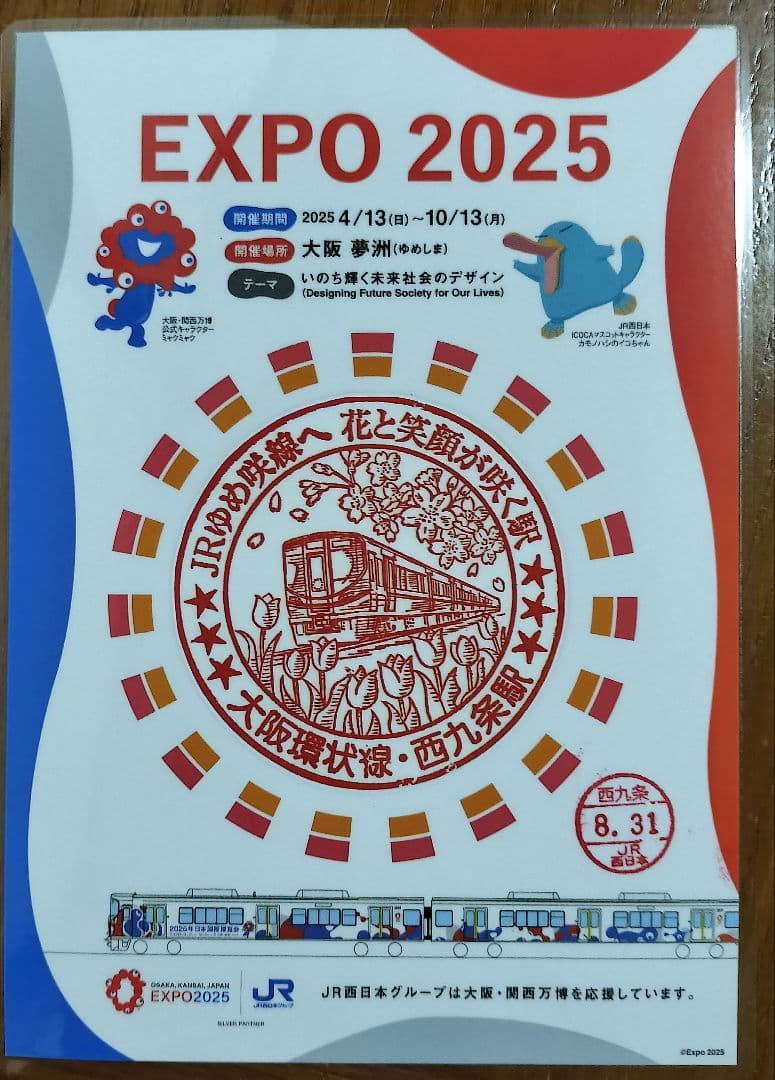 EXPO 2025
開催期間 2025 4/13(日)~10/13(月)
開催場所 大阪 夢洲(ゆめしま)
テーマ いのち輝く未来社会のデザイン
(Designing Future Society for Our Lives)
大阪・関西万博
公式キャラクター
ミャクミャク
JR西日本
ICOCAマスコットキャラクター
カモノハシのイコちゃん
JRゆめ咲線へ 花と笑顔が咲く駅
★★★ ★★★
大阪環状線・西九条駅
西九条
8.31
JR
西日本
2025年日本国際博覧会
OSAKA, KANSAI, JAPAN
EXPO2025
JR
JR西日本グループ
SILVER PARTNER
JR西日本グループは大阪・関西万博を応援しています。
©Expo 2025